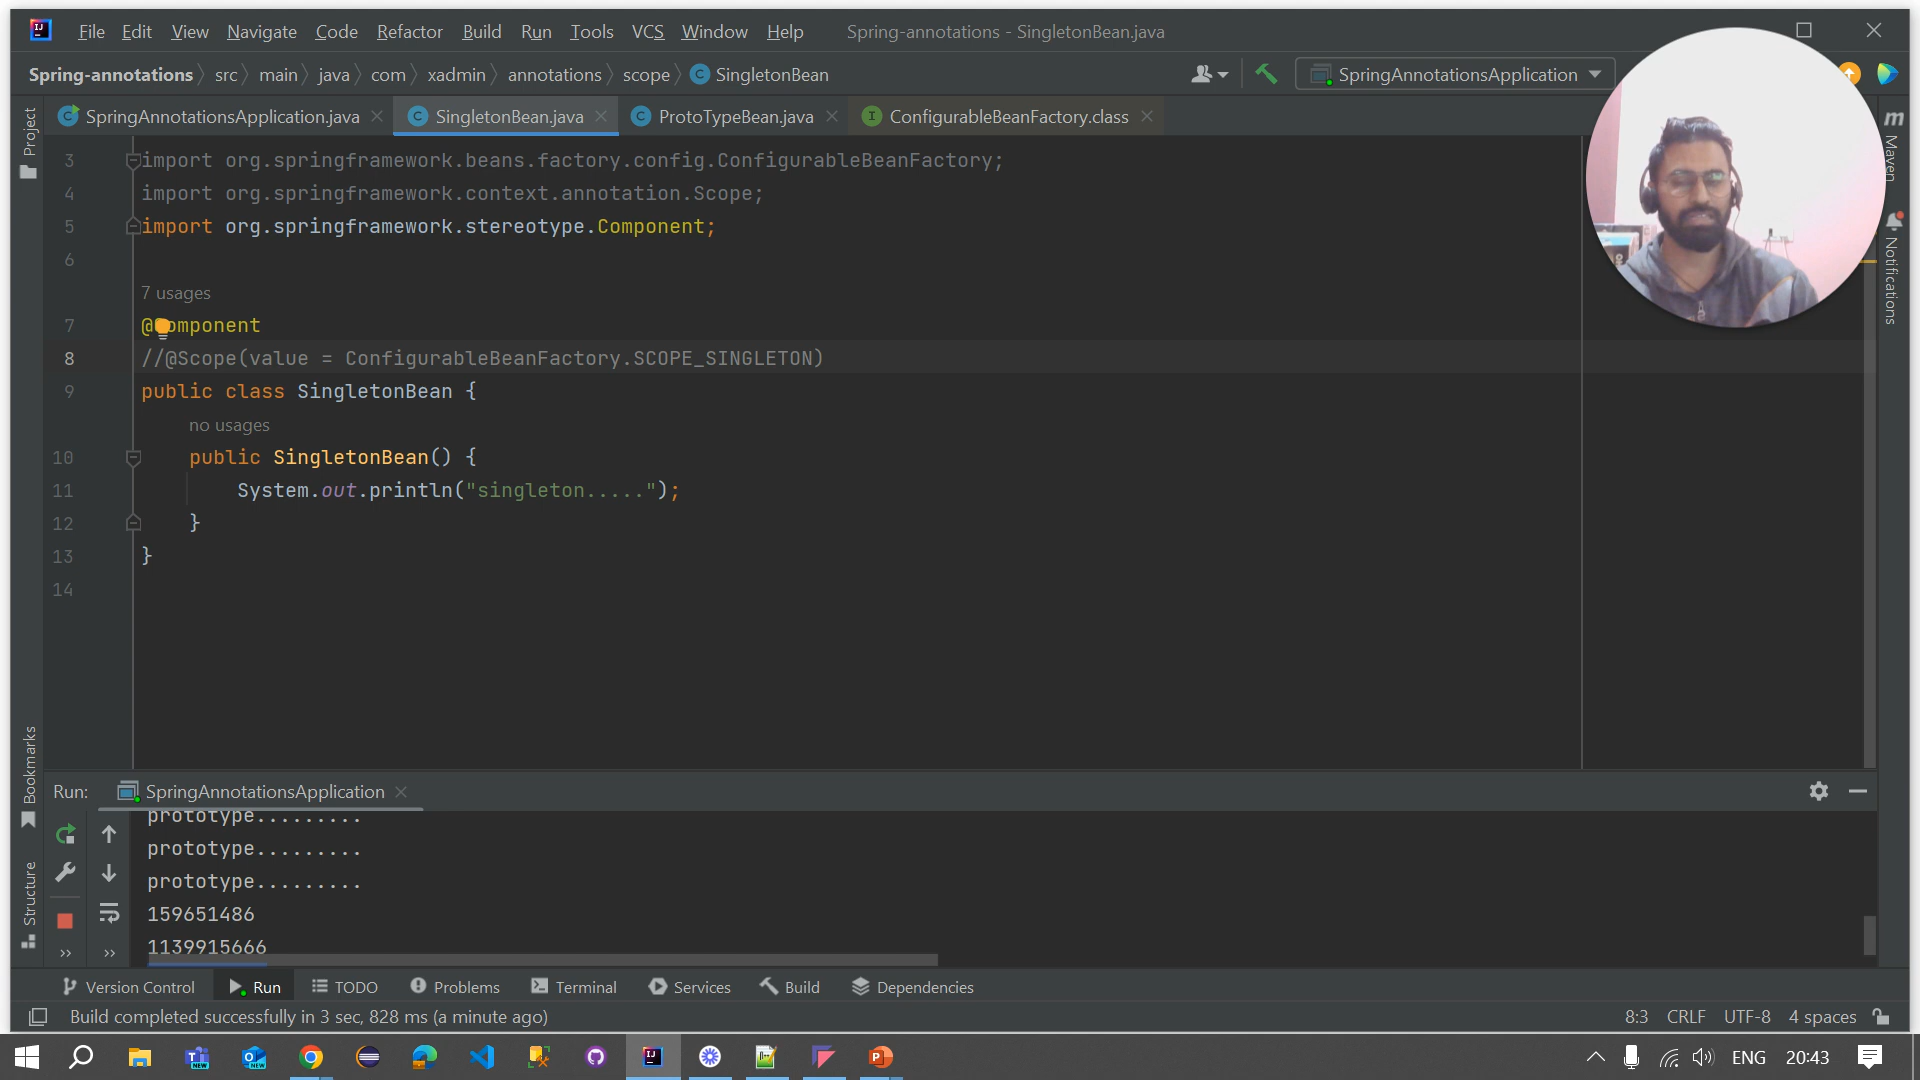 File Edit View Navigate Code Refactor Build Run Tools VCS Window Help Spring-annotations - SingletonBean.java
Spring-annotations src main java com xadmin annotations scope SingletonBean SpringAnnotationsApplication
SpringAnnotationsApplication.java SingletonBean.java ProtoTypeBean.java ConfigurableBeanFactory.class
Project
Maven
Notifications
3 import org.springframework.beans.factory.config.ConfigurableBeanFactory;
4 import org.springframework.context.annotation.Scope;
5 import org.springframework.stereotype.Component;
6
7 usages
7 @Component
8 //@Scope(value = ConfigurableBeanFactory.SCOPE_SINGLETON)
9 public class SingletonBean {
no usages
10 public SingletonBean() {
11 System.out.println("singleton.....");
12 }
13 }
14
Bookmarks
Structure
Run: SpringAnnotationsApplication
prototype.........
prototype.........
prototype.........
159651486
1139915666
Version Control Run TODO Problems Terminal Services Build Dependencies
Build completed successfully in 3 sec, 828 ms (a minute ago) 8:3 CRLF UTF-8 4 spaces
ENG 20:43